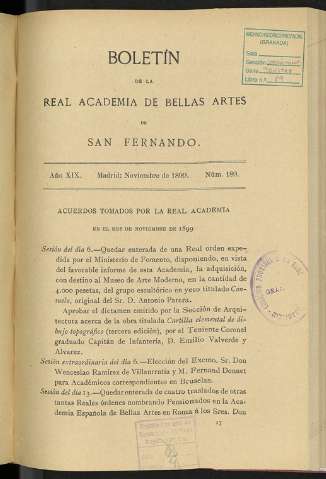 BOLETÍN
DE LA
REAL ACADEMIA DE BELLAS ARTES
DE
SAN FERNANDO.
Año XIX. Madrid: Noviembre de 1899. Núm. 189.
ACUERDOS TOMADOS POR LA REAL ACADEMIA
EN EL MES DE NOVIEMBRE DE 1899
Sesión del día 6.—Quedar enterada de una Real orden expe-
dida por el Ministerio de Fomento, disponiendo, en vista
del favorable informe de esta Academia, la adquisición,
con destino al Museo de Arte Moderno, en la cantidad de
4.000 pesetas, del grupo escultórico en yeso titulado Con-
suelo, original del Sr. D. Antonio Parera.
Aprobar el dictamen emitido por la Sección de Arqui-
tectura acerca de la obra titulada Cartilla elemental de di-
bujo topográfico (tercera edición), por el Teniente Coronel
graduado Capitán de Infantería, D. Emilio Valverde y
Alvarez.
Sesión extraordinaria del día 6.—Elección del Excmo. Sr. Don
Wenceslao Ramírez de Villaurrutia y M. Fernand Donnet
para Académicos correspondientes en Bruselas.
Sesión del día 13.—Quedar enterada de cuatro traslados de otras
tantas Reales órdenes nombrando Pensionados en la Aca-
demia Española de Bellas Artes en Roma á los Sres. Don
17
(GRANADA)
Sala
Sección
Libro